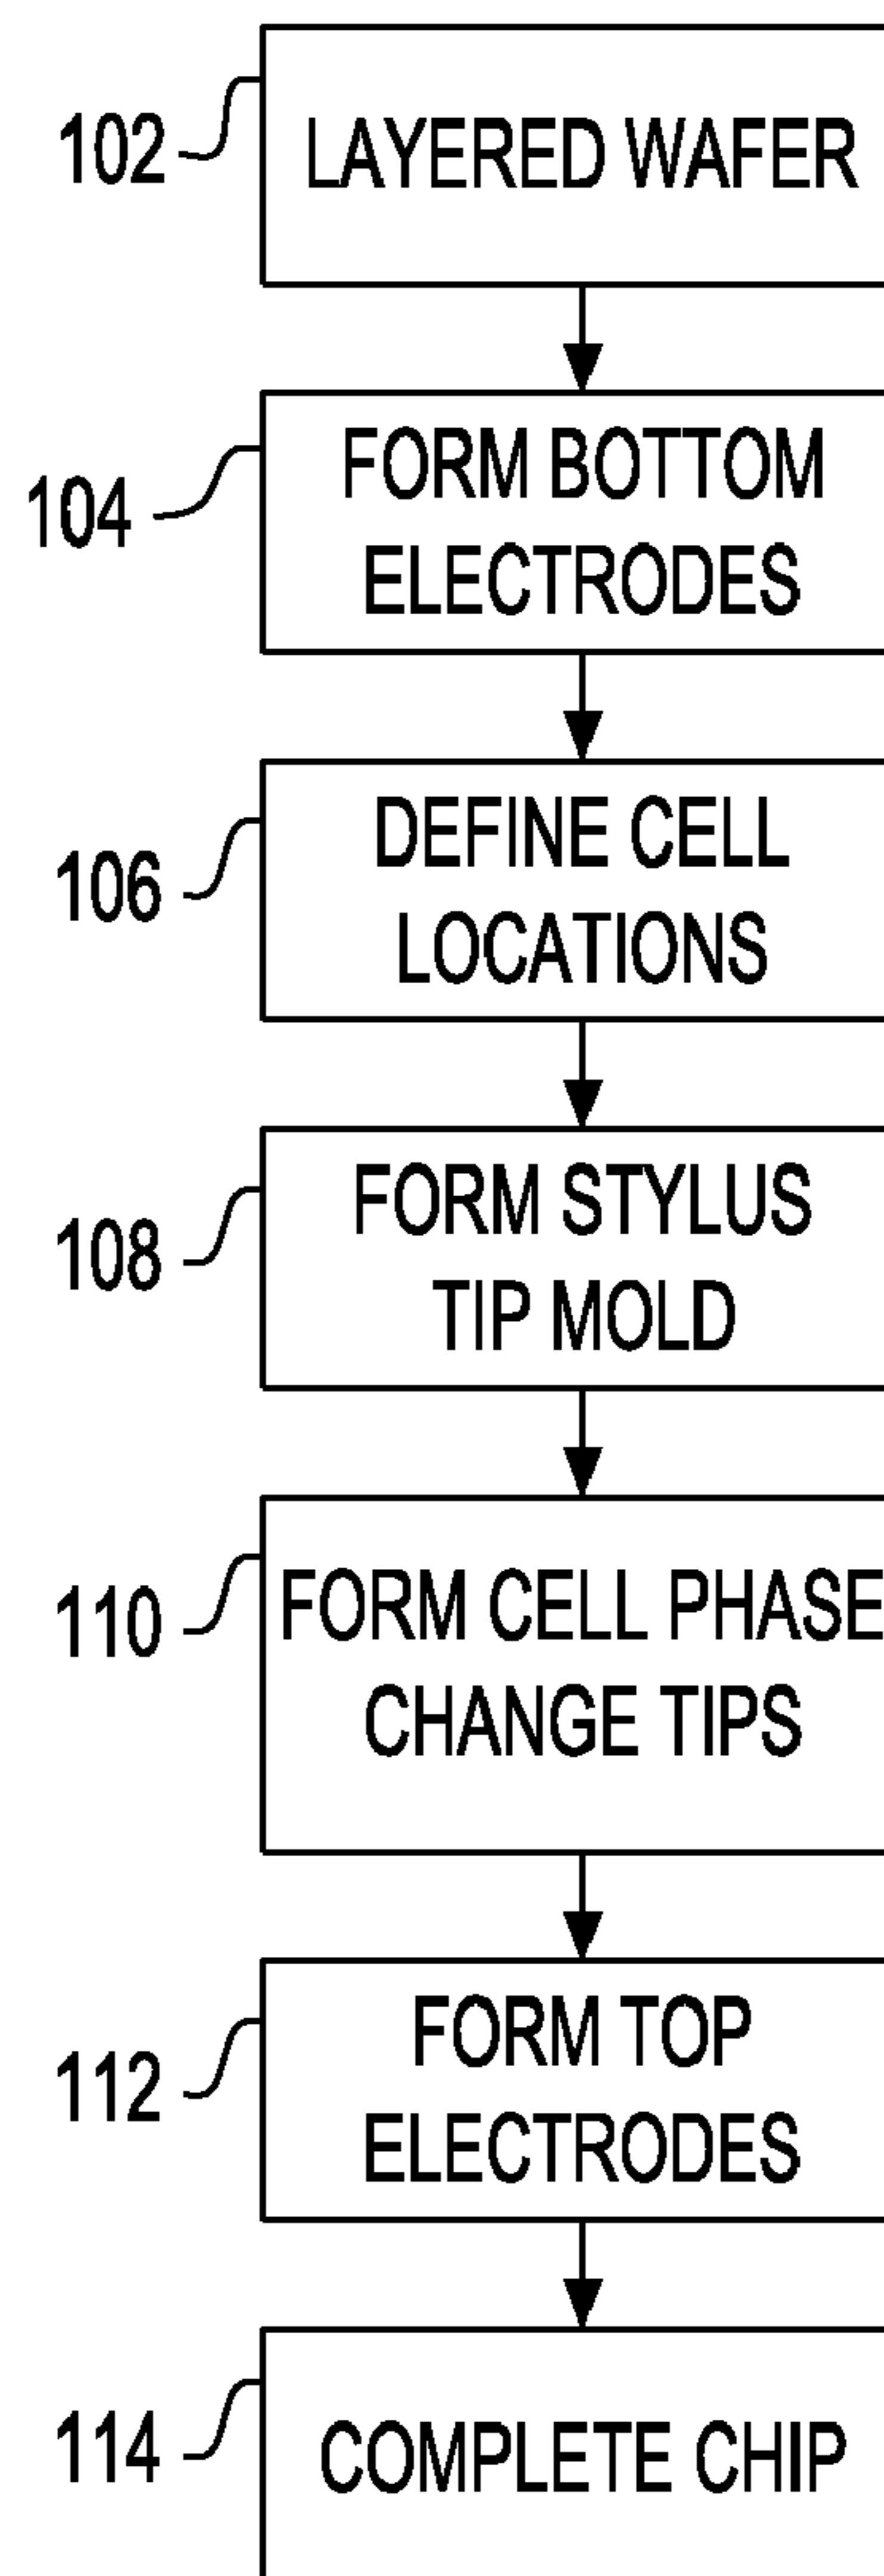 102
LAYERED WAFER
104
FORM BOTTOM
ELECTRODES
106
DEFINE CELL
LOCATIONS
108
FORM STYLUS
TIP MOLD
110
FORM CELL PHASE
CHANGE TIPS
112
FORM TOP
ELECTRODES
114
COMPLETE CHIP